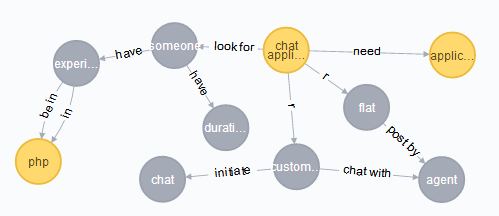 someone
look for
chat
appli...
need
applic...
have
experi...
r
r
have
be in
in
flat
durati...
post by
php
chat
initiate
custom...
chat with
agent